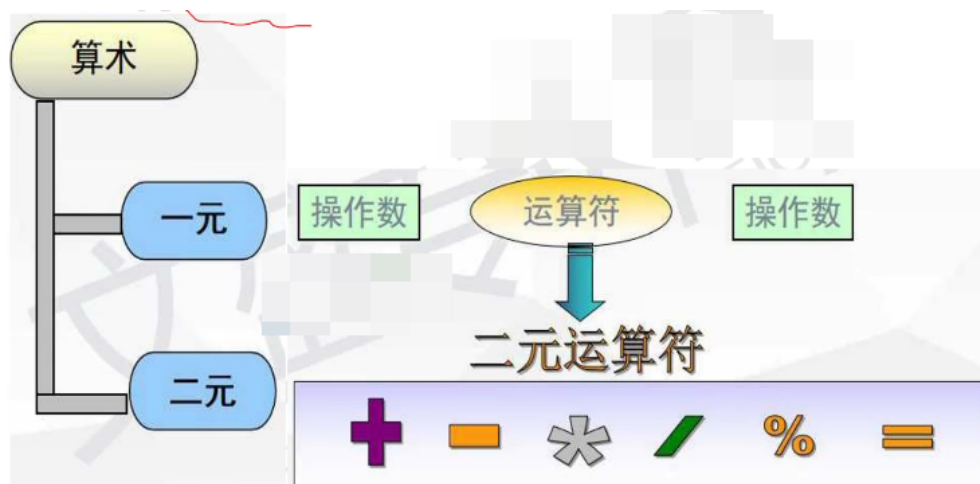 算术
一元
操作数 运算符 操作数
二元运算符
二元
+ - * / % =